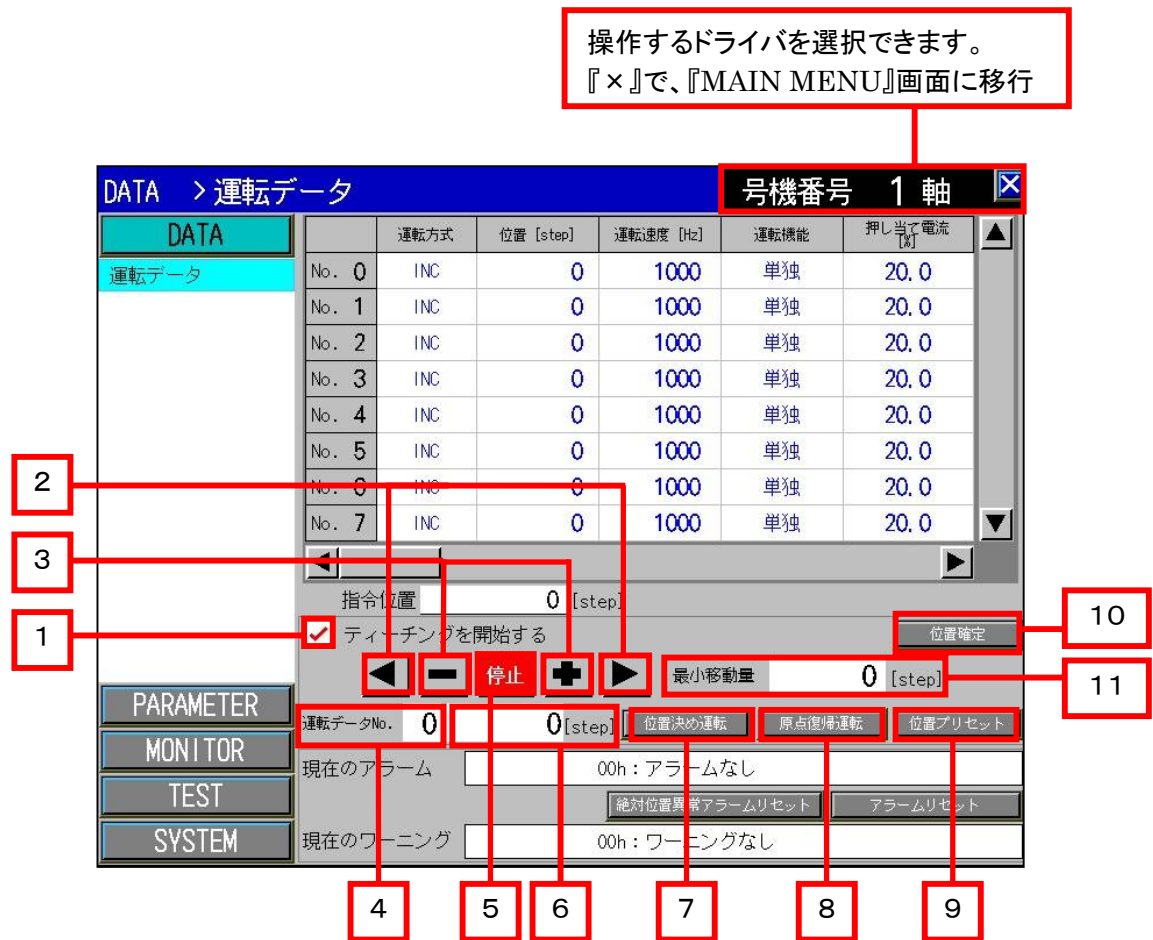 操作するドライバを選択できます。
『×』で、『MAIN MENU』画面に移行
DATA >運転データ 号機番号 1 軸
DATA
運転データ
運転方式 位置 [step] 運転速度 [Hz] 運転機能 押し当て電流 [%]
No. 0 INC 0 1000 単独 20.0
No. 1 INC 0 1000 単独 20.0
No. 2 INC 0 1000 単独 20.0
No. 3 INC 0 1000 単独 20.0
No. 4 INC 0 1000 単独 20.0
No. 5 INC 0 1000 単独 20.0
No. 6 INC 0 1000 単独 20.0
No. 7 INC 0 1000 単独 20.0
2
3
指令位置 0 [step]
1
ティーチングを開始する 位置確定
10
停止 最小移動量 0 [step]
11
運転データNo. 0 0 [step] 位置決め運転 原点復帰運転 位置プリセット
PARAMETER
MONITOR
TEST
SYSTEM
現在のアラーム 00h:アラームなし
絶対位置異常アラームリセット アラームリセット
現在のワーニング 00h:ワーニングなし
4 5 6 7 8 9